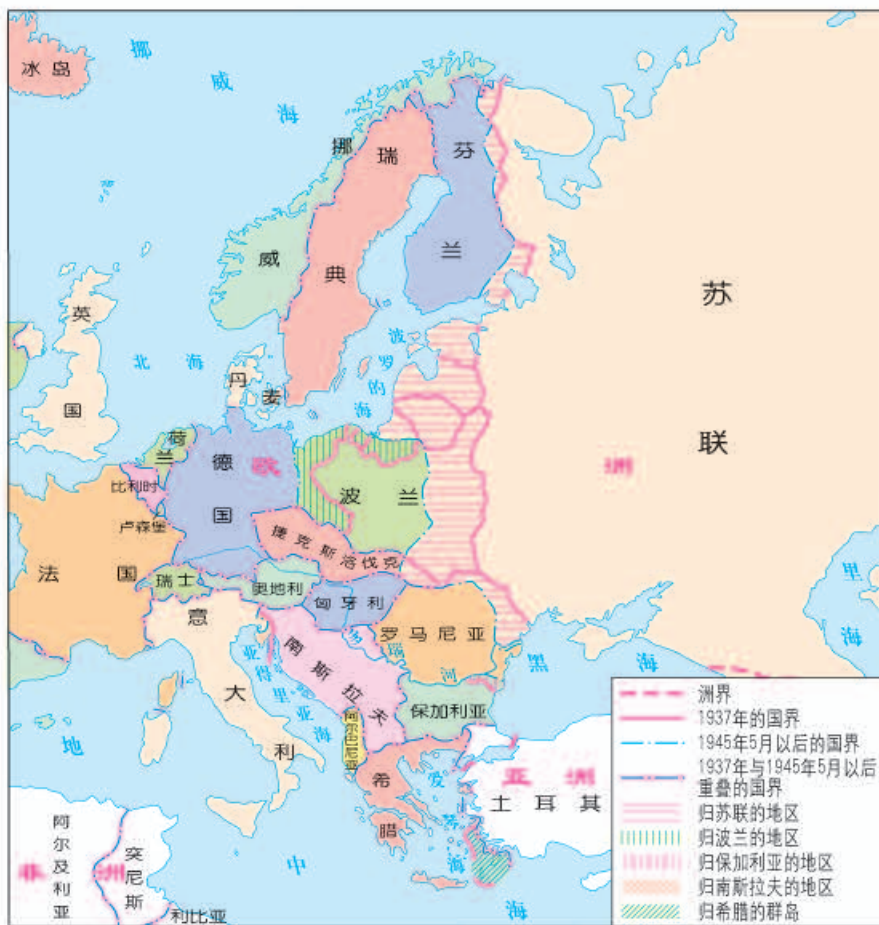 冰岛
挪威海
挪威
瑞典
芬兰
苏联
英国
北海
丹麦
波罗的海
荷兰
德国
欧洲
波兰
比利时
卢森堡
捷克斯洛伐克
法国
瑞士
奥地利
匈牙利
罗马尼亚
意大利
亚得里亚海
南斯拉夫
多瑙河
黑海
里海
保加利亚
阿尔巴尼亚
希腊
爱琴海
亚洲
土耳其
地中海
阿尔及利亚
突尼斯
非洲
利比亚
洲界
1937年的国界
1945年5月以后的国界
1937年与1945年5月以后
重叠的国界
归苏联的地区
归波兰的地区
归保加利亚的地区
归南斯拉夫的地区
归希腊的群岛